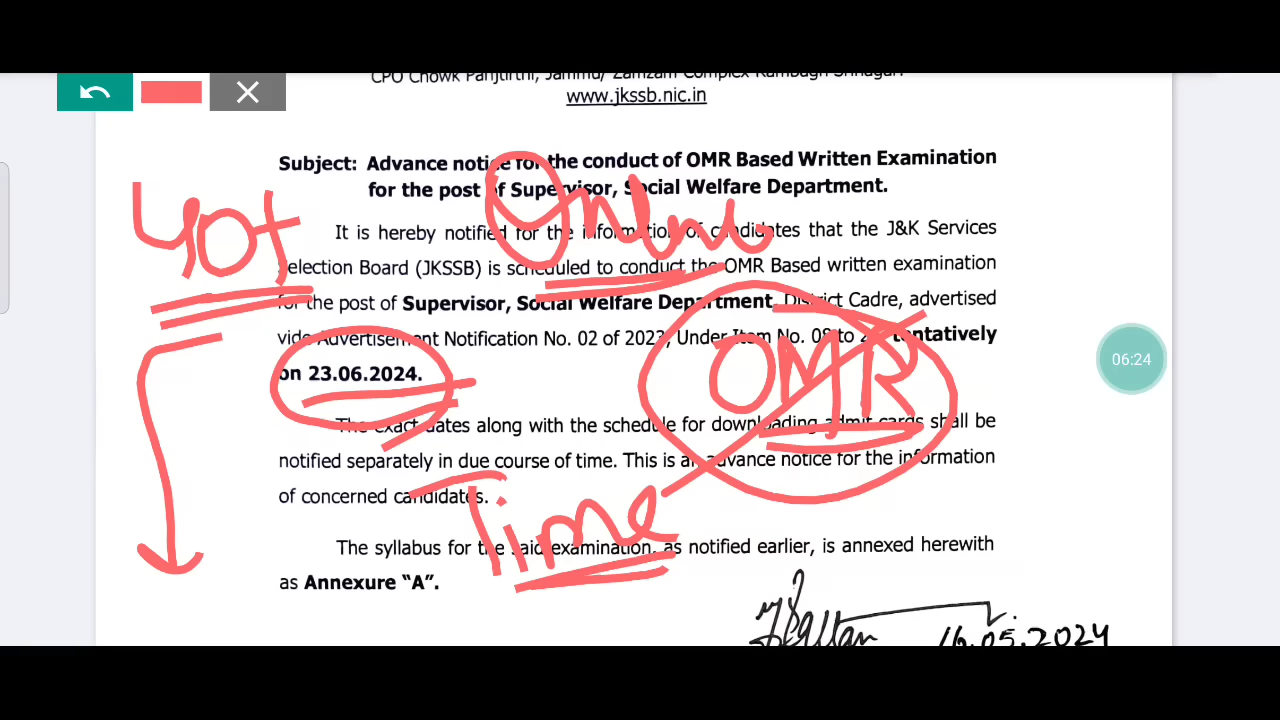 CPO Chowk Panjtirthi, Jammu/ Zamzam Complex Rambagh Srinagar.
www.jkssb.nic.in
Subject: Advance notice for the conduct of OMR Based Written Examination
for the post of Supervisor, Social Welfare Department.
It is hereby notified for the information of candidates that the J&K Services
Selection Board (JKSSB) is scheduled to conduct the OMR Based written examination
for the post of Supervisor, Social Welfare Department, District Cadre, advertised
vide Advertisement Notification No. 02 of 2023, Under Item No. 08 to tentatively
on 23.06.2024.
The exact dates along with the schedule for downloading admit cards shall be
notified separately in due course of time. This is an advance notice for the information
of concerned candidates.
The syllabus for the said examination, as notified earlier, is annexed herewith
as Annexure “A”.
16.05.2024
40+
OMR
Time
06:24